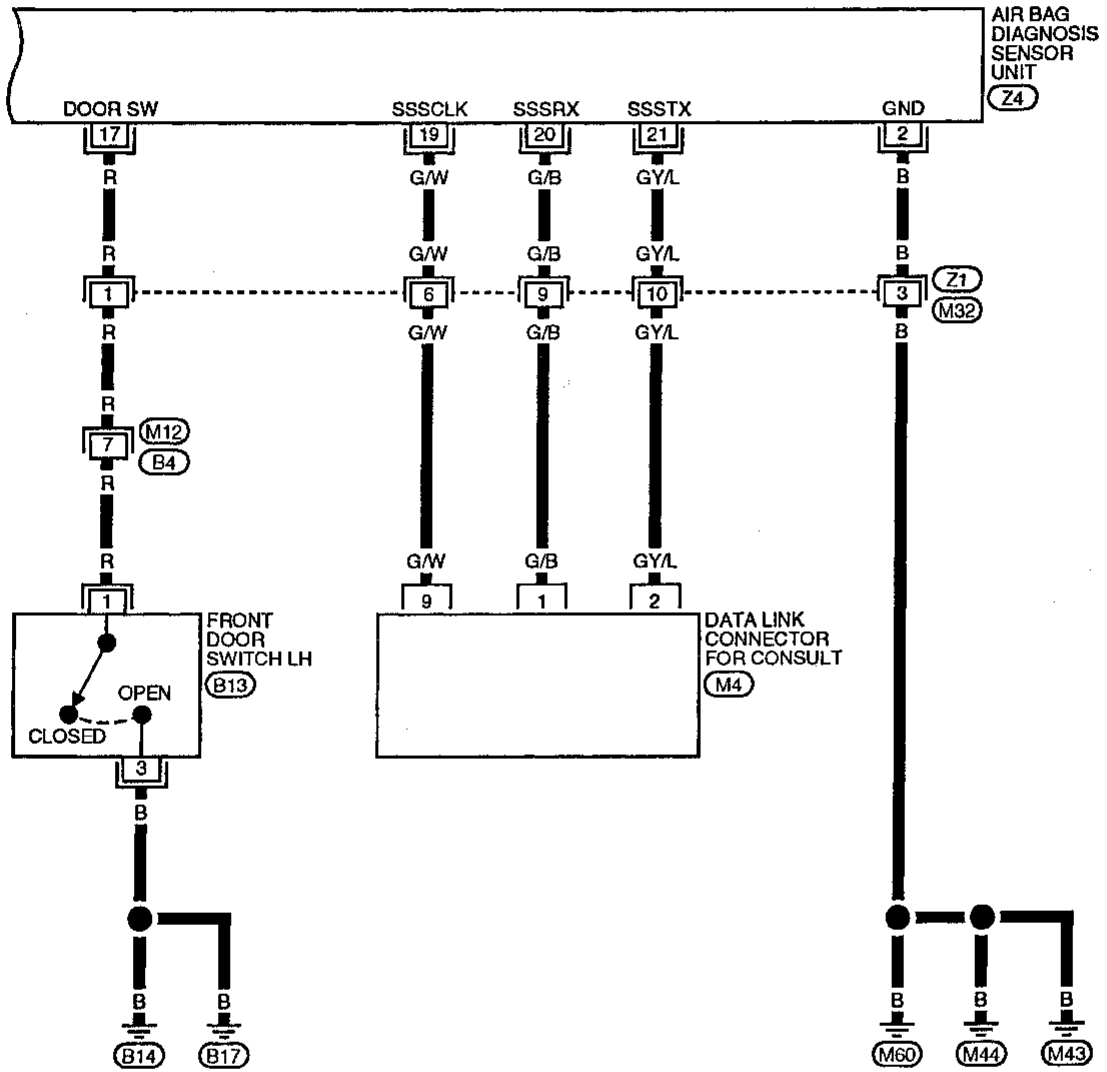 AIR BAG
DIAGNOSIS
SENSOR
UNIT
Z4
DOOR SW SSSCLK SSSRX SSSTX GND
17 19 20 21 2
R G/W G/B GY/L B
R G/W G/B GY/L B
1 6 9 10 3
Z1
M32
R G/W G/B GY/L B
R
7
M12
B4
R
R G/W G/B GY/L
1 9 1 2
FRONT
DOOR
SWITCH LH
B13
OPEN
CLOSED
DATA LINK
CONNECTOR
FOR CONSULT
M4
3
B
B B B B B
B14 B17 M60 M44 M43